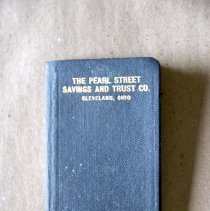 THE PEARL STREET
SAVINGS AND TRUST CO.
CLEVELAND, OHIO